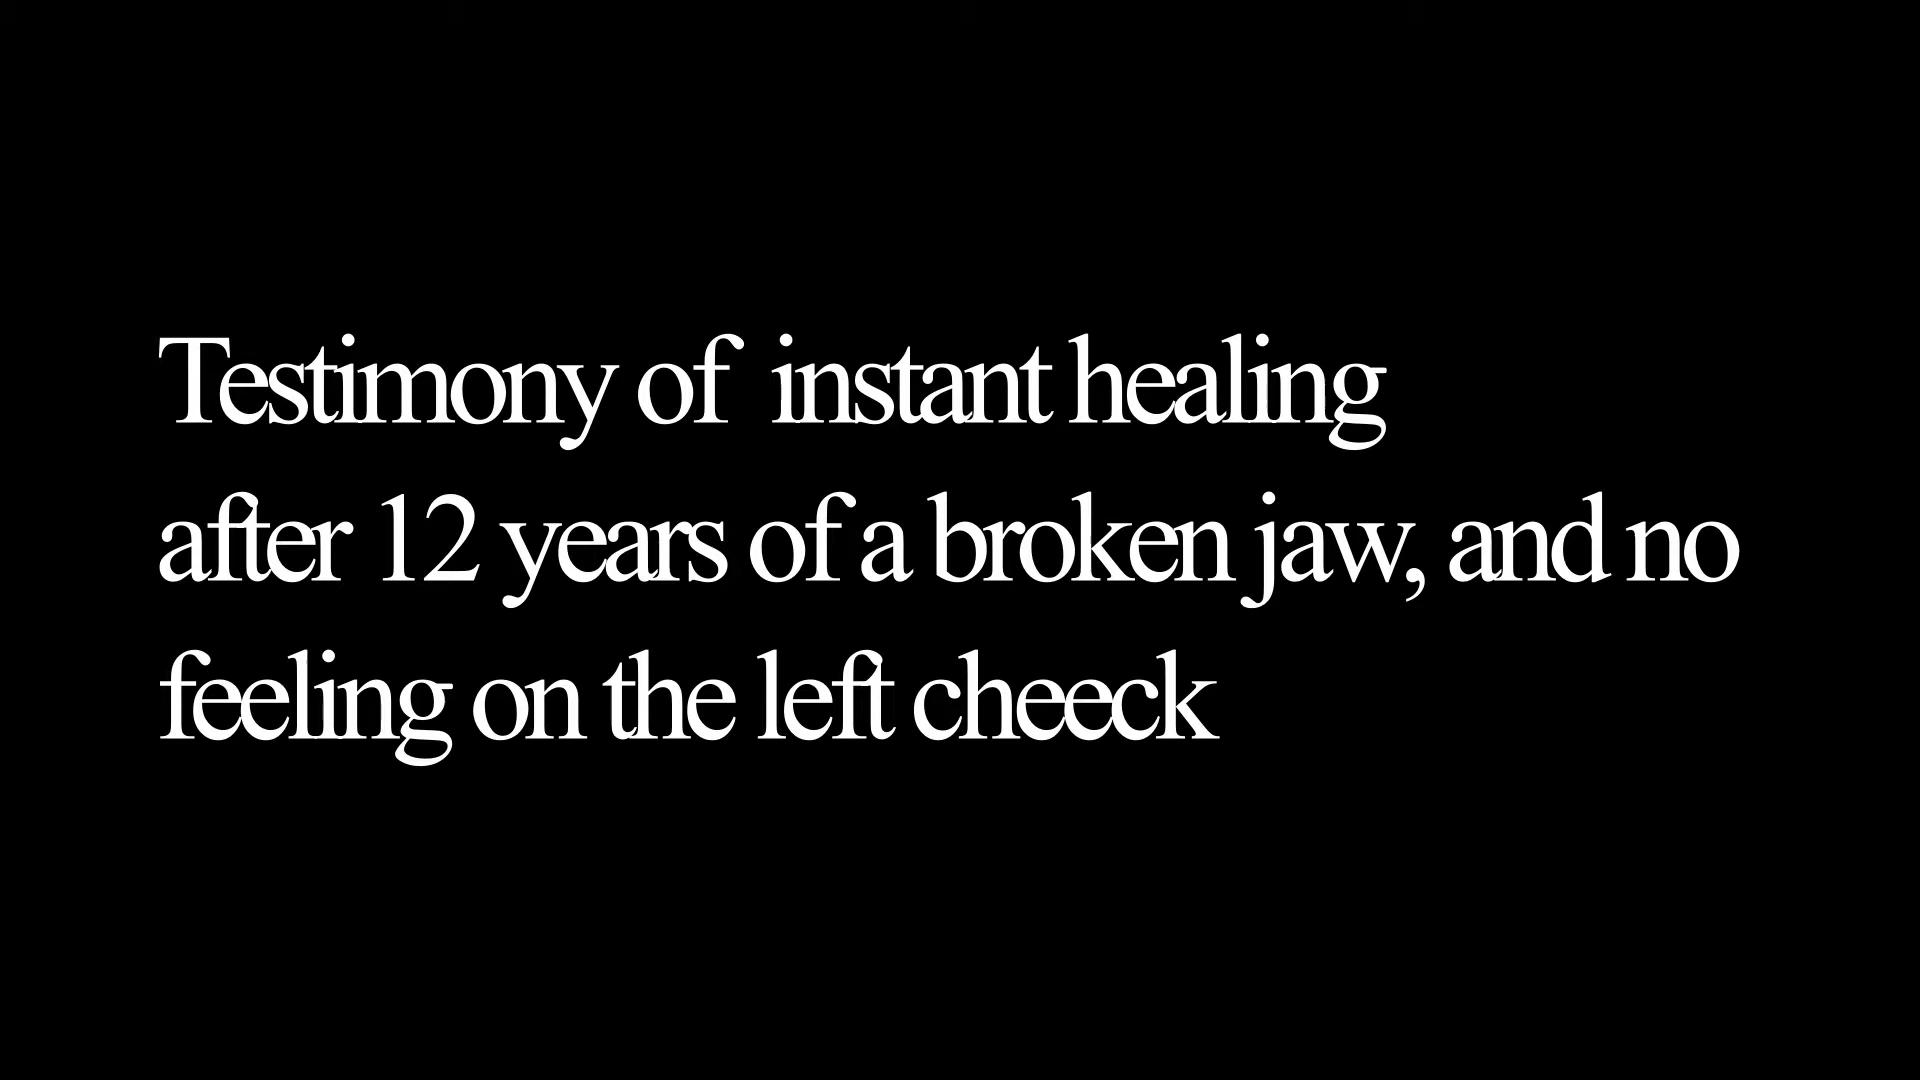 Testimony of  instant healing
after 12 years of a broken jaw, and no
feeling on the left cheeck